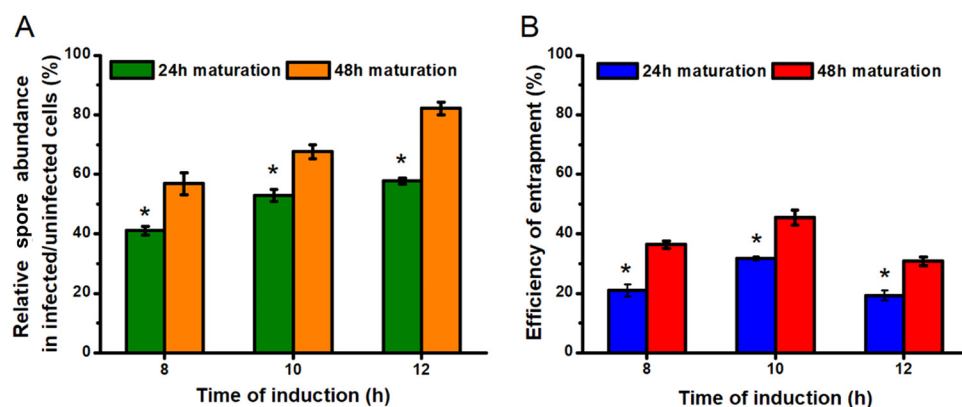 A
Relative spore abundance
in infected/uninfected cells (%)
100
80
60
40
20
0
24h maturation
48h maturation
*
*
*
8
10
12
Time of induction (h)
B
Efficiency of entrapment (%)
100
80
60
40
20
0
24h maturation
48h maturation
*
*
*
8
10
12
Time of induction (h)